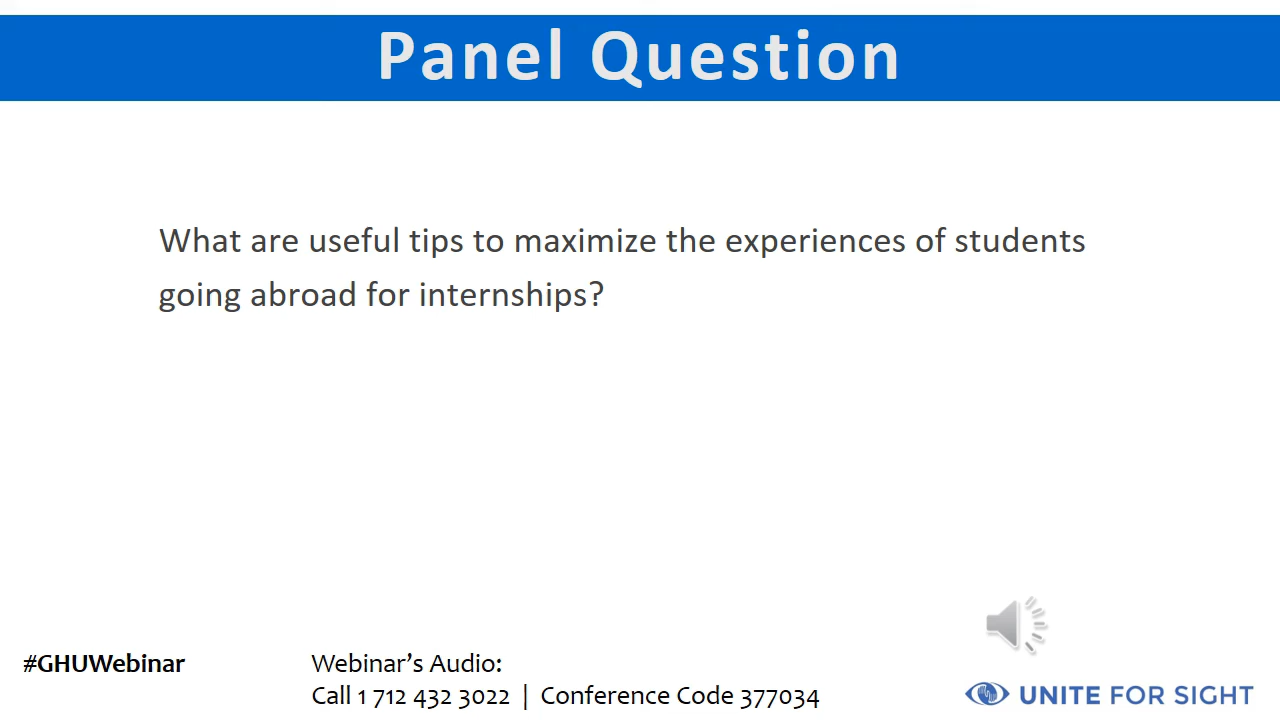 Panel Question
What are useful tips to maximize the experiences of students
going abroad for internships?
#GHUWebinar
Webinar’s Audio:
Call 1 712 432 3022 | Conference Code 377034
UNITE FOR SIGHT